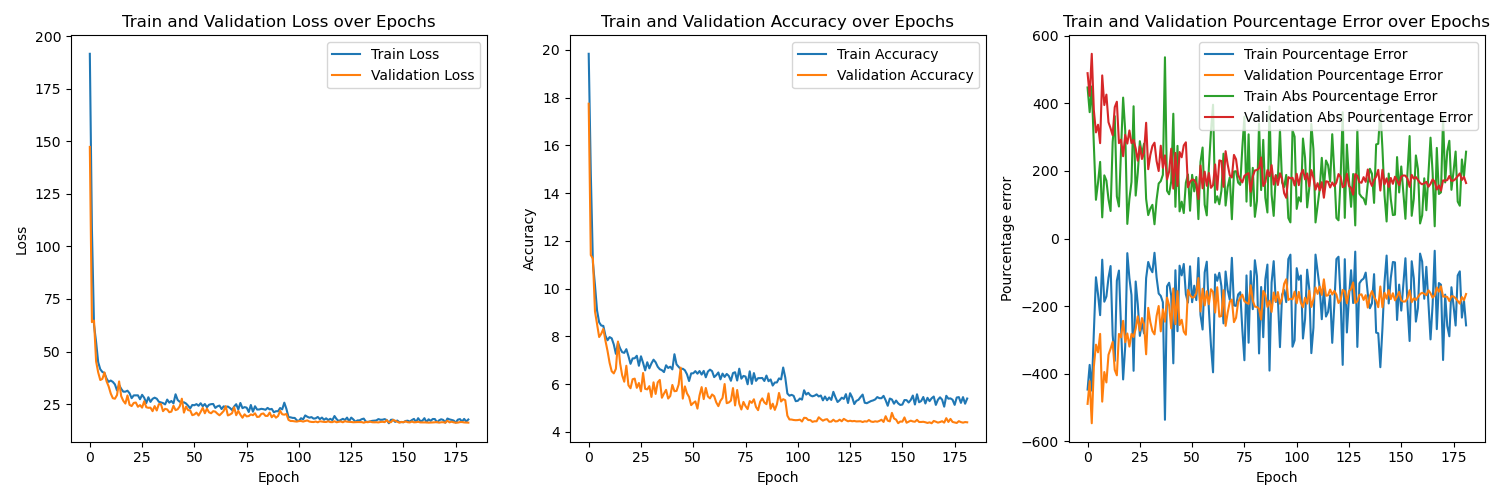 Train and Validation Loss over Epochs
Loss
200
175
150
125
100
75
50
25
0 25 50 75 100 125 150 175
Epoch
Train Loss
Validation Loss
Train and Validation Accuracy over Epochs
Accuracy
20
18
16
14
12
10
8
6
4
0 25 50 75 100 125 150 175
Epoch
Train Accuracy
Validation Accuracy
Train and Validation Pourcentage Error over Epochs
Pourcentage error
600
400
200
0
−200
−400
−600
0 25 50 75 100 125 150 175
Epoch
Train Pourcentage Error
Validation Pourcentage Error
Train Abs Pourcentage Error
Validation Abs Pourcentage Error